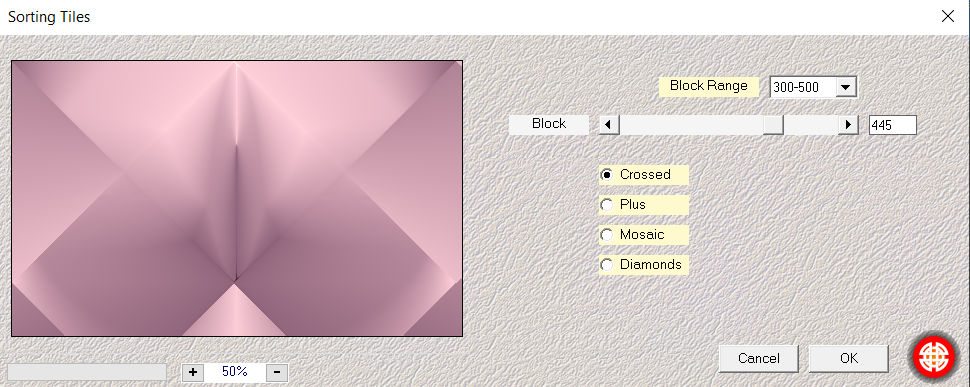 Sorting Tiles
Block Range 300-500
Block 445
Crossed
Plus
Mosaic
Diamonds
Cancel OK
+ 50% -